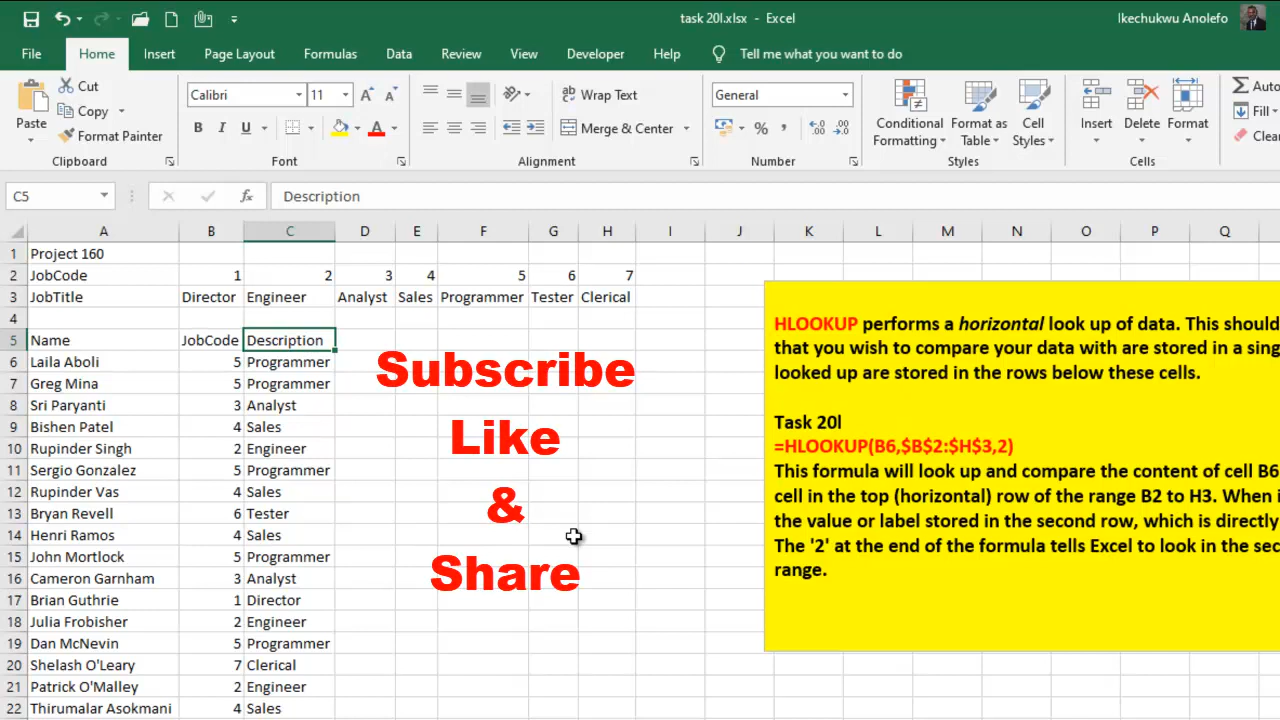 task 20l.xlsx - Excel
Ikechukwu Anolefo
File Home Insert Page Layout Formulas Data Review View Developer Help Tell me what you want to do
Paste
Cut
Copy
Format Painter
Clipboard
Calibri 11
B I U A
Font
Wrap Text
Merge & Center
Alignment
General
% ,
Number
Conditional Formatting
Format as Table
Cell Styles
Styles
Insert Delete Format
Cells
Auto
Fill
Clea
C5 fx Description
A B C D E F G H I J K L M N O P Q
1 Project 160
2 JobCode 1 2 3 4 5 6 7
3 JobTitle Director Engineer Analyst Sales Programmer Tester Clerical
4
5 Name JobCode Description
6 Laila Aboli 5 Programmer
7 Greg Mina 5 Programmer
8 Sri Paryanti 3 Analyst
9 Bishen Patel 4 Sales
10 Rupinder Singh 2 Engineer
11 Sergio Gonzalez 5 Programmer
12 Rupinder Vas 4 Sales
13 Bryan Revell 6 Tester
14 Henri Ramos 4 Sales
15 John Mortlock 5 Programmer
16 Cameron Garnham 3 Analyst
17 Brian Guthrie 1 Director
18 Julia Frobisher 2 Engineer
19 Dan McNevin 5 Programmer
20 Shelash O'Leary 7 Clerical
21 Patrick O'Malley 2 Engineer
22 Thirumalar Asokmani 4 Sales
Subscribe
Like
&
Share
HLOOKUP performs a horizontal look up of data. This should
that you wish to compare your data with are stored in a sing
looked up are stored in the rows below these cells.
Task 20l
=HLOOKUP(B6,$B$2:$H$3,2)
This formula will look up and compare the content of cell B6
cell in the top (horizontal) row of the range B2 to H3. When i
the value or label stored in the second row, which is directly
The '2' at the end of the formula tells Excel to look in the sec
range.